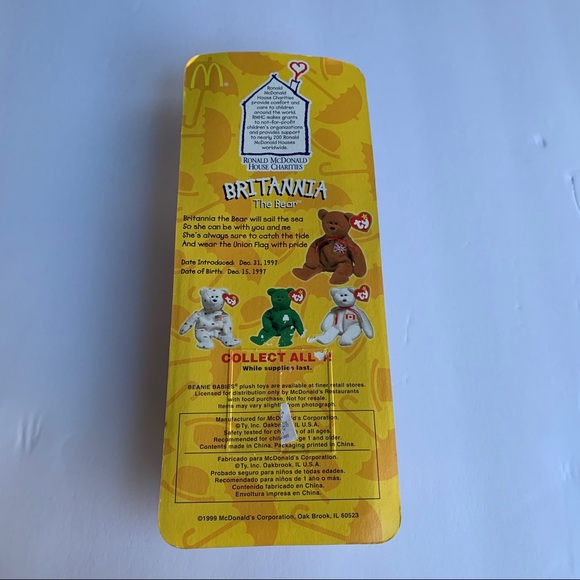 Ronald
McDonald
House Charities
provide comfort and
care to children
around the world.
RMHC makes grants
to not-for-profit
children's organizations
and provides support
to nearly 200 Ronald
McDonald Houses
worldwide.
RONALD MCDONALD
HOUSE CHARITIES
BRITANNIA
The Bear™
Britannia the Bear will sail the sea
So she can be with you and me
She's always sure to catch the tide
And wear the Union Flag with pride
Date Introduced: Dec. 31, 1997
Date of Birth: Dec. 15, 1997
COLLECT ALL
While supplies last.
BEANIE BABIES® plush toys are available at finer retail stores.
Licensed for distribution only by McDonald's Restaurants
with food purchase. Not for resale.
Items may vary slightly from photograph.
Manufactured for McDonald's Corporation.
©Ty, Inc. Oakbrook, IL U.S.A.
Safety tested for children of all ages.
Recommended for children age 1 and older.
Contents made in China. Packaging printed in China.
Fabricado para McDonald's Corporation.
©Ty, Inc. Oakbrook, IL U.S.A.
Probado seguro para niños de todas edades.
Recomendado para niños de 1 año o más.
Contenido fabricado en China.
Envoltura impresa en China.
©1999 McDonald's Corporation, Oak Brook, IL 60523